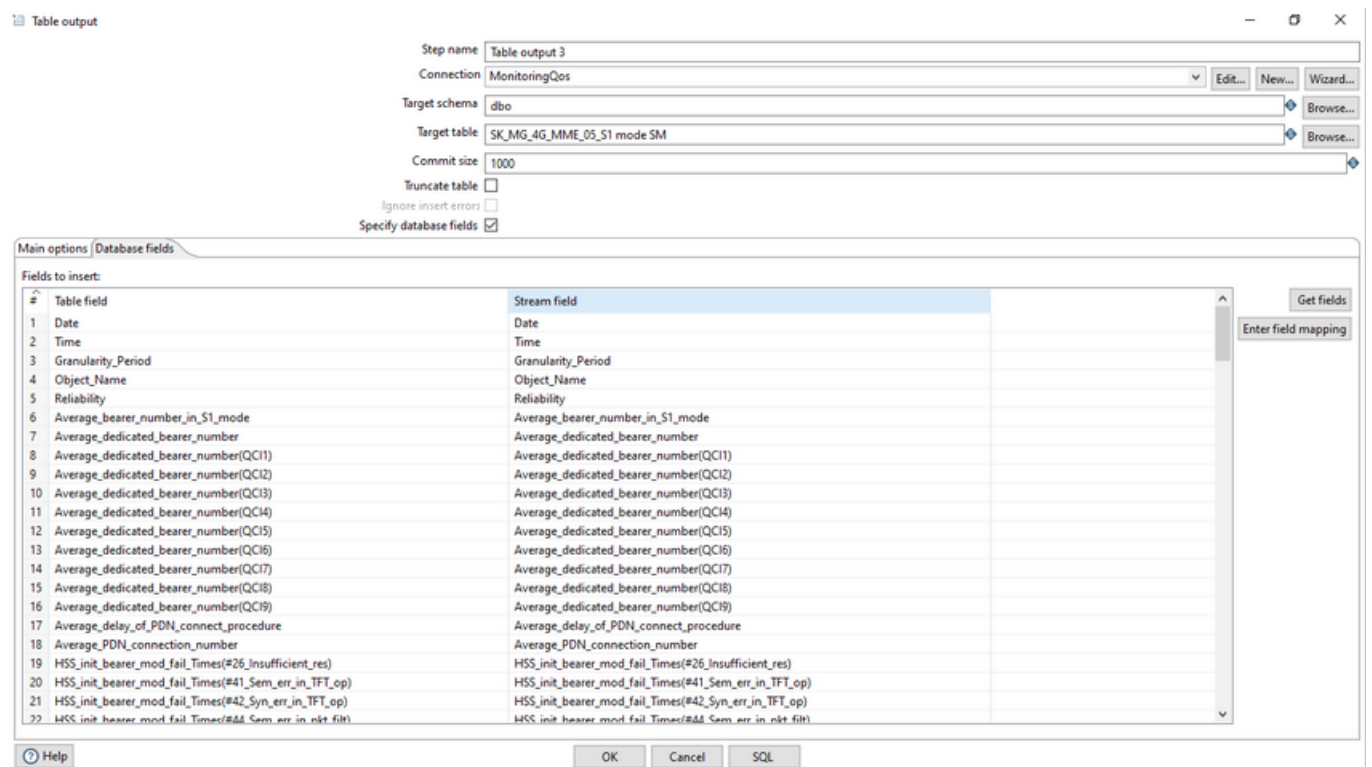 Table output
Step name Table output 3
Connection MonitoringQos Edit... New... Wizard...
Target schema dbo Browse...
Target table SK_MG_4G_MME_05_S1 mode SM Browse...
Commit size 1000
Truncate table
Ignore insert errors
Specify database fields
Main options Database fields
Fields to insert:
# Table field Stream field Get fields
1 Date Date
Enter field mapping
2 Time Time
3 Granularity_Period Granularity_Period
4 Object_Name Object_Name
5 Reliability Reliability
6 Average_bearer_number_in_S1_mode Average_bearer_number_in_S1_mode
7 Average_dedicated_bearer_number Average_dedicated_bearer_number
8 Average_dedicated_bearer_number(QCI1) Average_dedicated_bearer_number(QCI1)
9 Average_dedicated_bearer_number(QCI2) Average_dedicated_bearer_number(QCI2)
10 Average_dedicated_bearer_number(QCI3) Average_dedicated_bearer_number(QCI3)
11 Average_dedicated_bearer_number(QCI4) Average_dedicated_bearer_number(QCI4)
12 Average_dedicated_bearer_number(QCI5) Average_dedicated_bearer_number(QCI5)
13 Average_dedicated_bearer_number(QCI6) Average_dedicated_bearer_number(QCI6)
14 Average_dedicated_bearer_number(QCI7) Average_dedicated_bearer_number(QCI7)
15 Average_dedicated_bearer_number(QCI8) Average_dedicated_bearer_number(QCI8)
16 Average_dedicated_bearer_number(QCI9) Average_dedicated_bearer_number(QCI9)
17 Average_delay_of_PDN_connect_procedure Average_delay_of_PDN_connect_procedure
18 Average_PDN_connection_number Average_PDN_connection_number
19 HSS_init_bearer_mod_fail_Times(#26_Insufficient_res) HSS_init_bearer_mod_fail_Times(#26_Insufficient_res)
20 HSS_init_bearer_mod_fail_Times(#41_Sem_err_in_TFT_op) HSS_init_bearer_mod_fail_Times(#41_Sem_err_in_TFT_op)
21 HSS_init_bearer_mod_fail_Times(#42_Syn_err_in_TFT_op) HSS_init_bearer_mod_fail_Times(#42_Syn_err_in_TFT_op)
22 HSS_init_bearer_mod_fail_Times(#44_Sem_err_in_pkt_filt) HSS_init_bearer_mod_fail_Times(#44_Sem_err_in_pkt_filt)
Help OK Cancel SQL